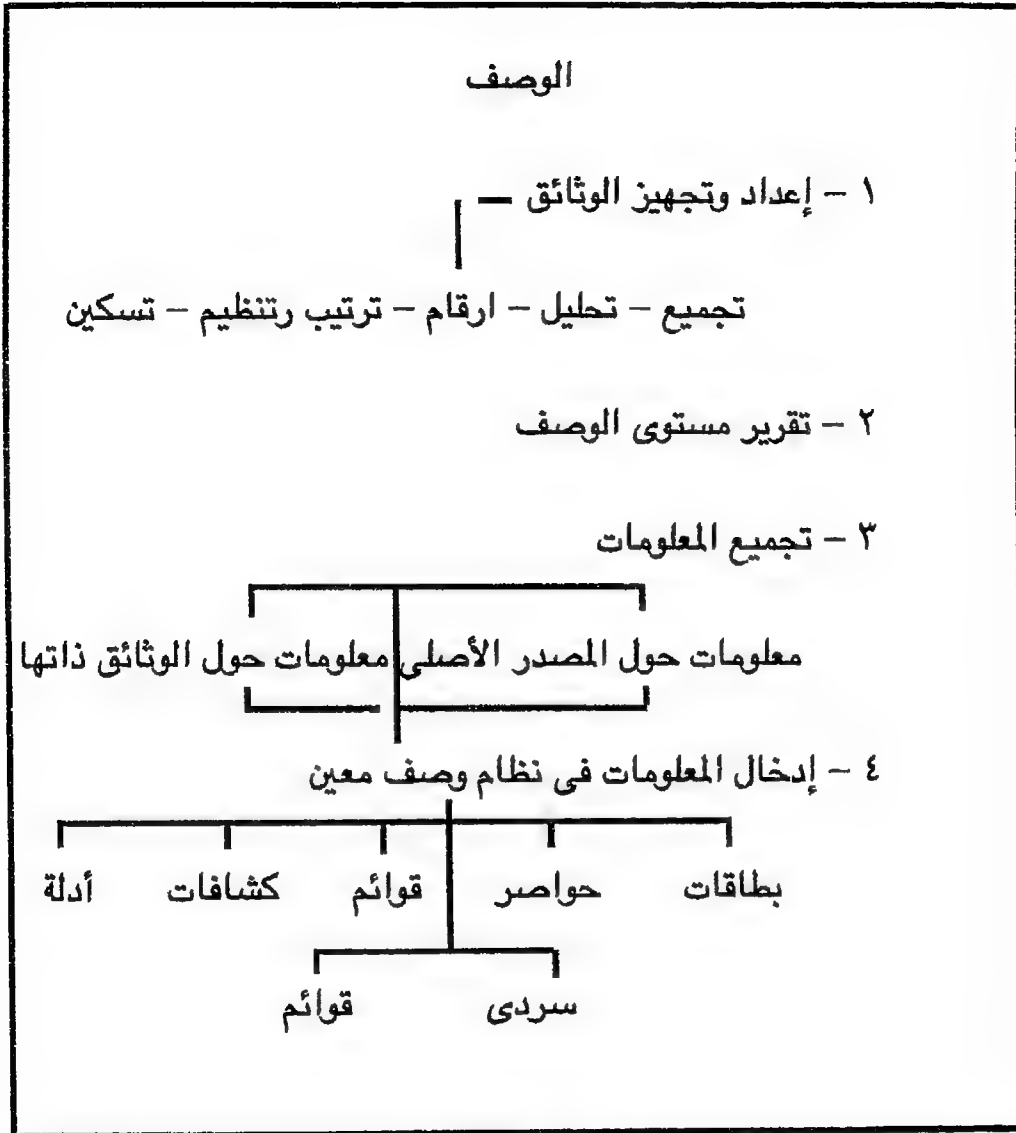 الوصف
١ – إعداد وتجهيز الوثائق –
تجميع – تحليل – ارقام – ترتيب رتنظيم – تسكين
٢ – تقرير مستوى الوصف
٣ – تجميع المعلومات
معلومات حول المصدر الأصلى معلومات حول الوثائق ذاتها
٤ – إدخال المعلومات فى نظام وصف معين
بطاقات حواصر قوائم كشافات أدلة
سردى قوائم